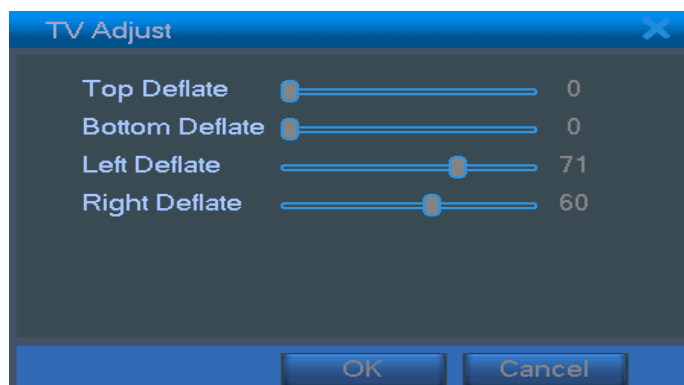 TV Adjust
Top Deflate 0
Bottom Deflate 0
Left Deflate 71
Right Deflate 60
OK Cancel